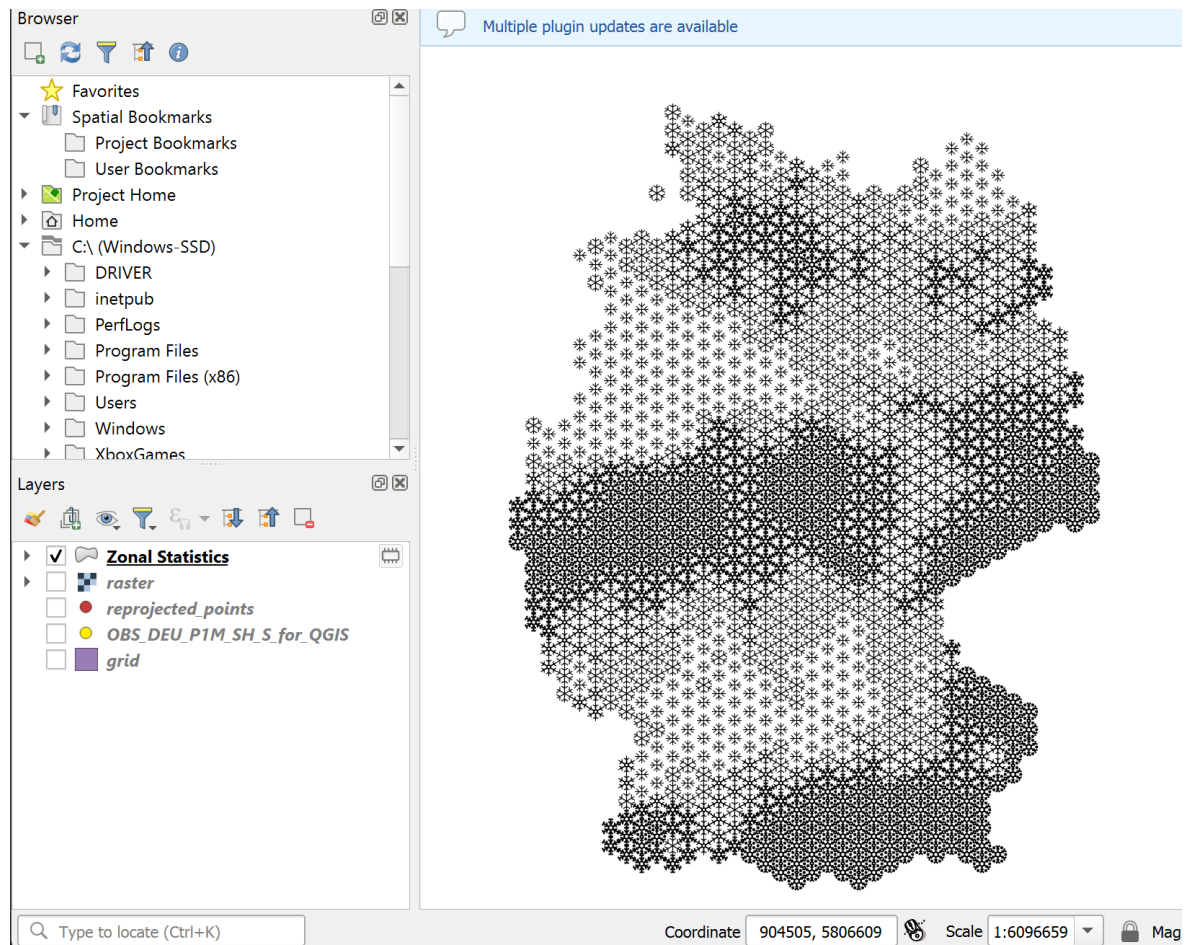 Browser
Multiple plugin updates are available
Favorites
Spatial Bookmarks
Project Bookmarks
User Bookmarks
Project Home
Home
C:\ (Windows-SSD)
DRIVER
inetpub
PerfLogs
Program Files
Program Files (x86)
Users
Windows
XboxGames
Layers
Zonal Statistics
raster
reprojected_points
OBS_DEU_P1M_SH_S_for_QGIS
grid
Type to locate (Ctrl+K)
Coordinate 904505, 5806609 Scale 1:6096659 Mag